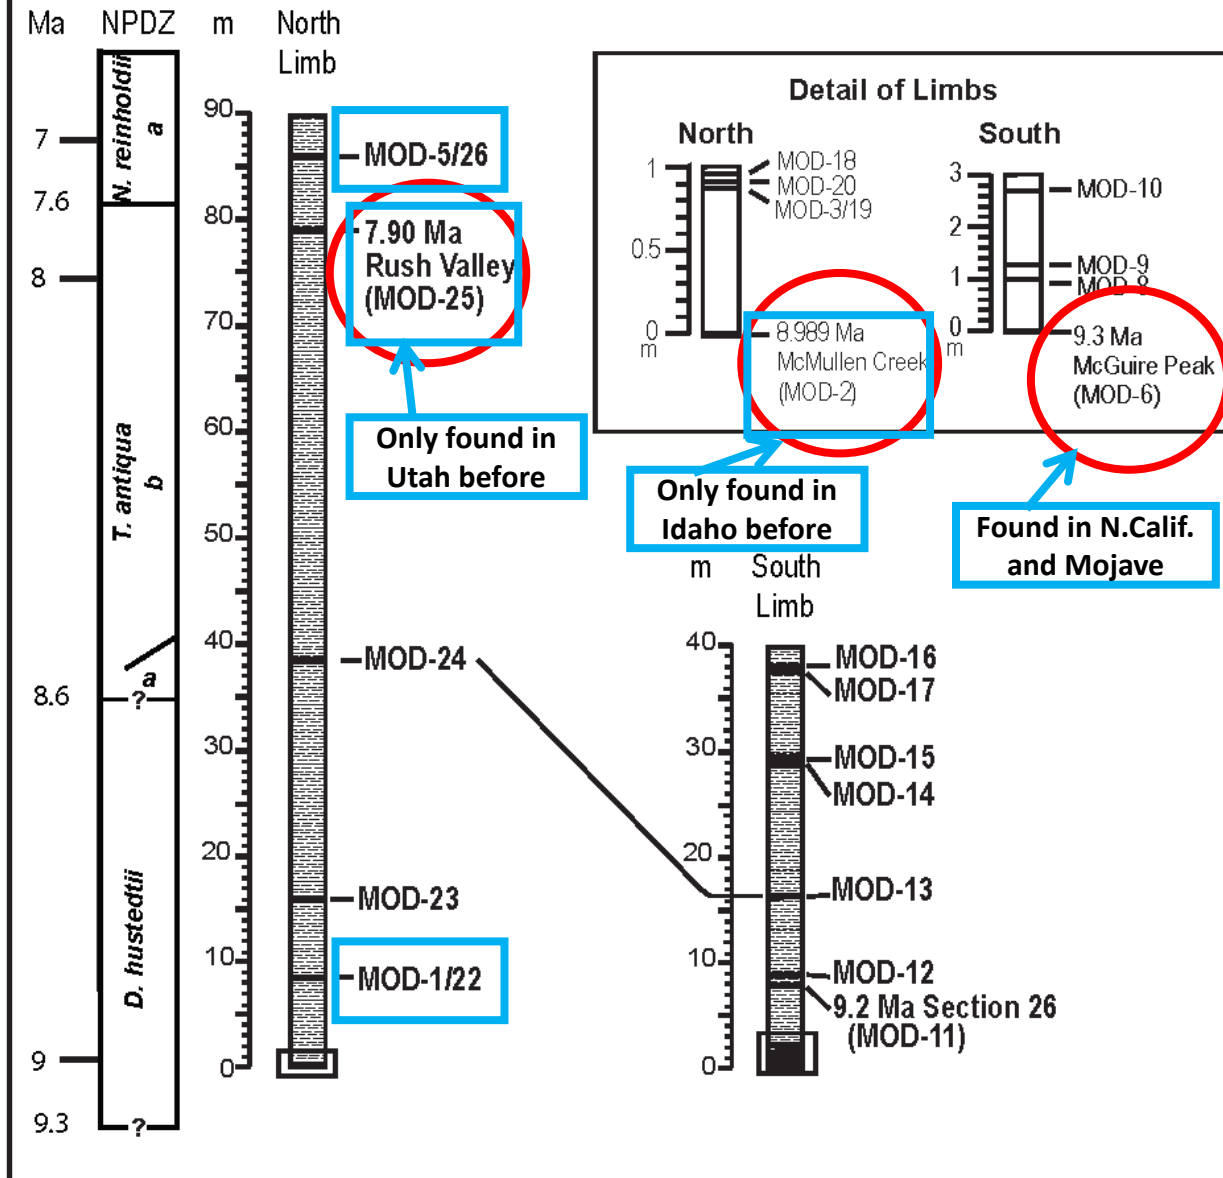 Ma NPDZ m North Limb
N. reinholdii
a
T. antiqua
b
a
D. hustedtii
7
7.6
8
8.6
9
9.3
?
?
90
80
70
60
50
40
30
20
10
0
MOD-5/26
7.90 Ma
Rush Valley
(MOD-25)
Only found in
Utah before
MOD-24
MOD-23
MOD-1/22
Detail of Limbs
North
1
0.5
0
m
MOD-18
MOD-20
MOD-3/19
8.989 Ma
McMullen Creek
(MOD-2)
Only found in
Idaho before
South
3
2
1
0
m
MOD-10
MOD-9
MOD-8
9.3 Ma
McGuire Peak
(MOD-6)
Found in N.Calif.
and Mojave
m South
Limb
40
30
20
10
0
MOD-16
MOD-17
MOD-15
MOD-14
MOD-13
MOD-12
9.2 Ma Section 26
(MOD-11)